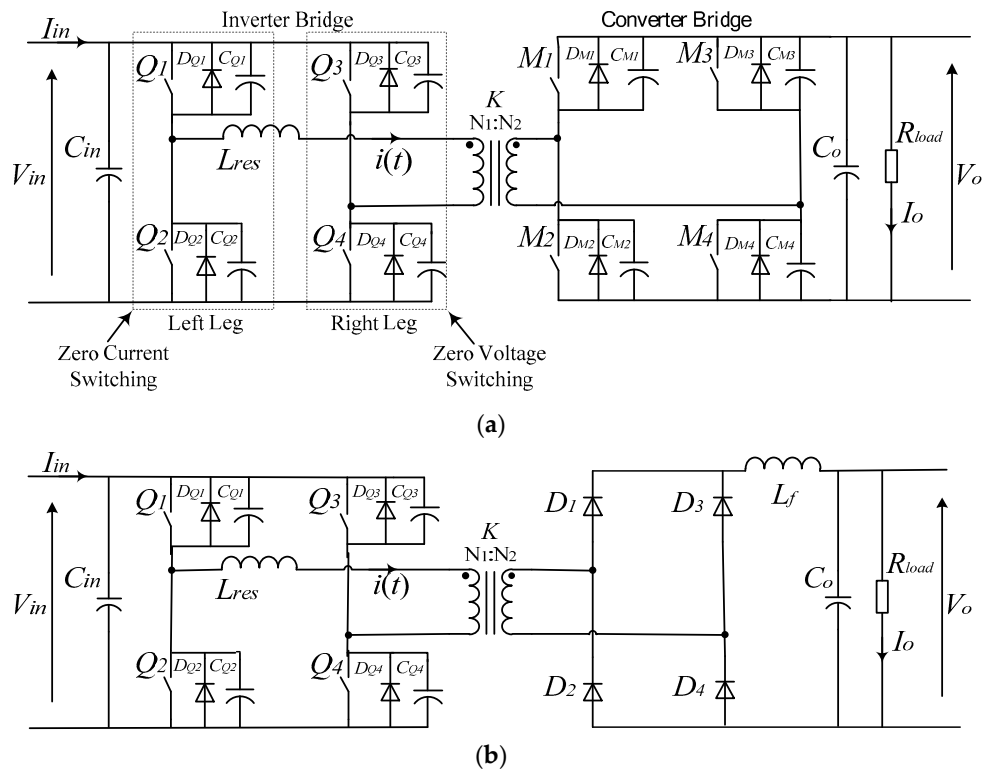 Inverter Bridge
Converter Bridge
Iin
Q1
DQ1
CQ1
Q3
DQ3
CQ3
M1
DM1
CM1
M3
DM3
CM3
Vin
Cin
Lres
i(t)
K
N1:N2
Co
Rload
Vo
Io
Q2
DQ2
CQ2
Q4
DQ4
CQ4
M2
DM2
CM2
M4
DM4
CM4
Left Leg
Right Leg
Zero Current
Switching
Zero Voltage
Switching
(a)
Iin
Q1
DQ1
CQ1
Q3
DQ3
CQ3
Lf
D1
D3
K
N1:N2
Vin
Cin
Lres
i(t)
Co
Rload
Vo
Io
Q2
DQ2
CQ2
Q4
DQ4
CQ4
D2
D4
(b)